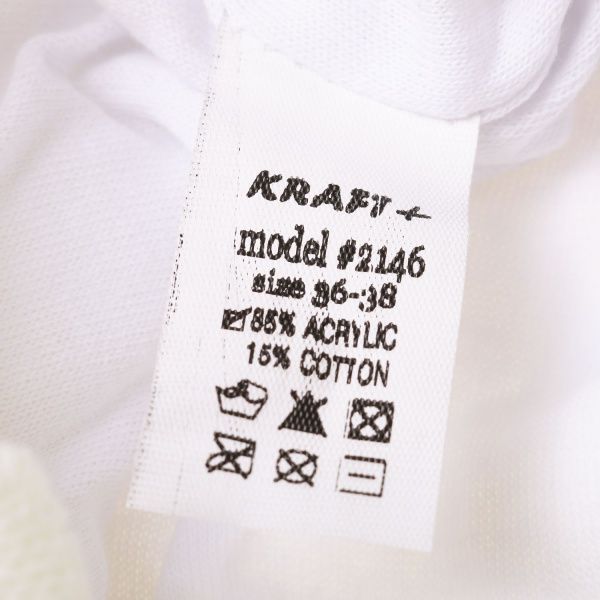 KRAFT+
model #2146
size 36-38
85% ACRYLIC
15% COTTON